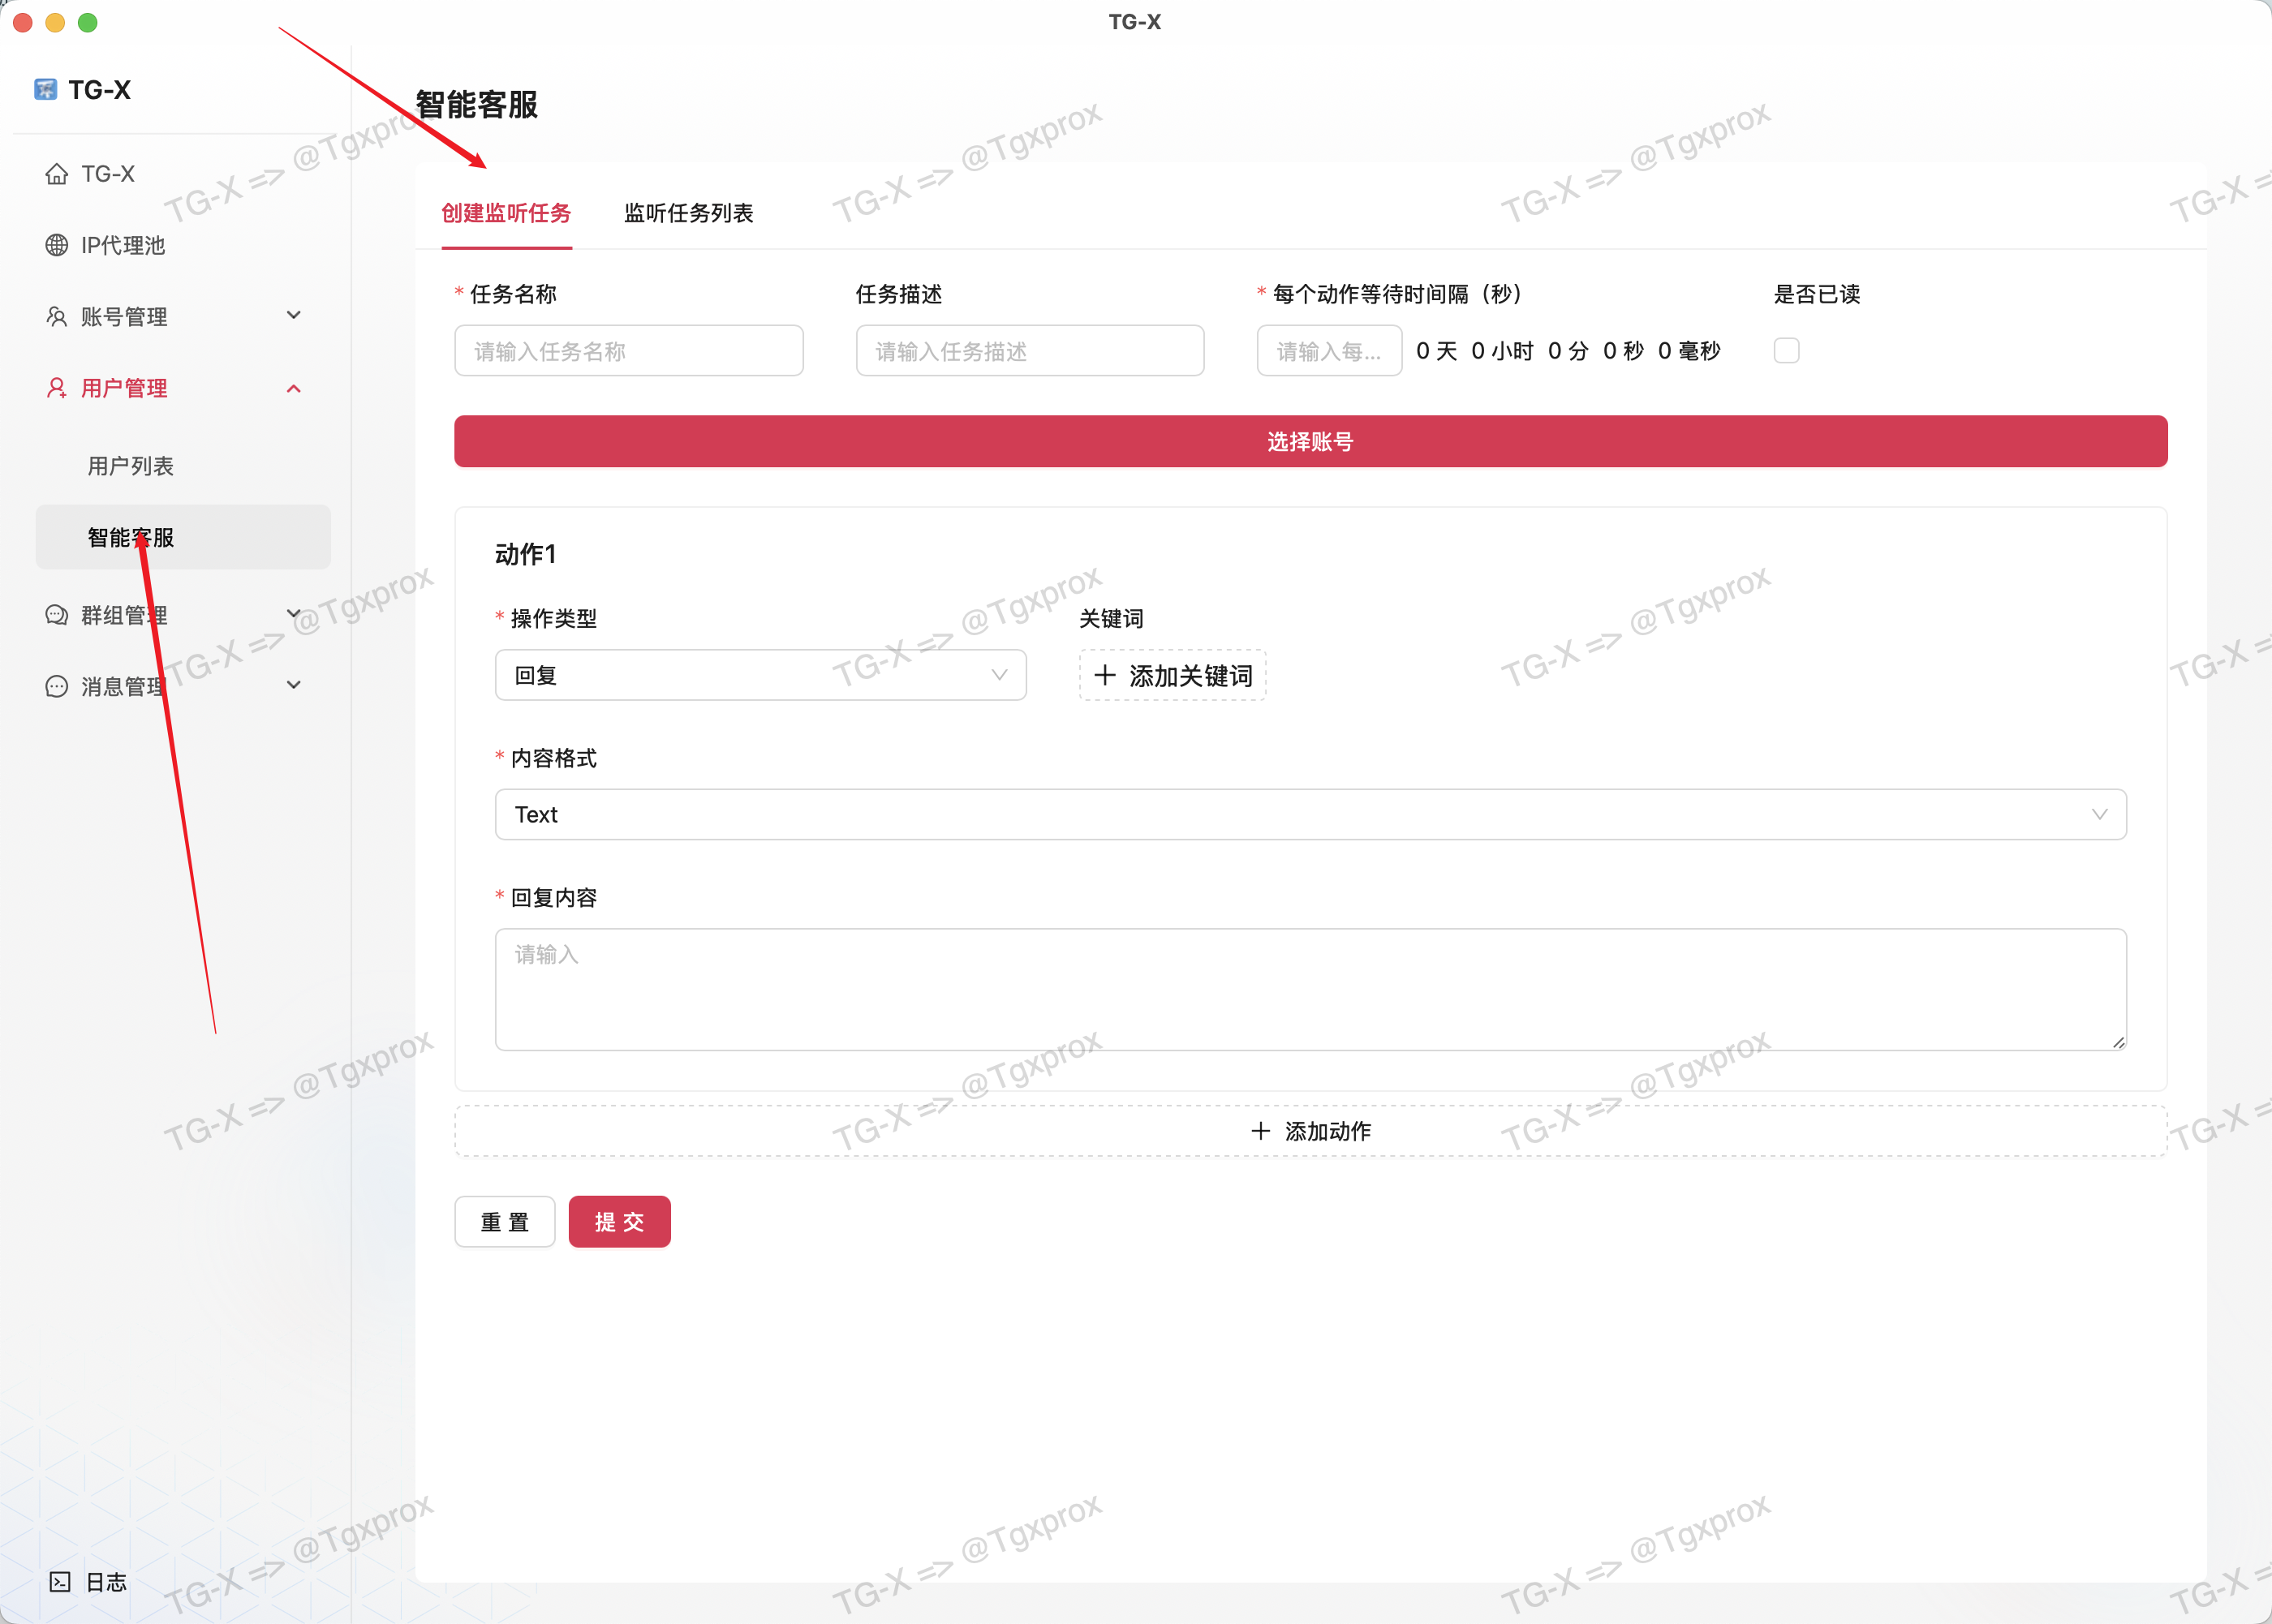 TG-X
TG-X
TG-X
IP代理池
账号管理
用户管理
用户列表
智能客服
群组管理
消息管理
日志
智能客服
创建监听任务 监听任务列表
* 任务名称 任务描述 * 每个动作等待时间隔（秒） 是否已读
请输入任务名称 请输入任务描述 请输入每... 0 天 0 小时 0 分 0 秒 0 毫秒
选择账号
动作1
* 操作类型 关键词
回复 + 添加关键词
* 内容格式
Text
* 回复内容
请输入
+ 添加动作
重 置 提 交
TG-X => @Tgxprox
TG-X => @Tgxprox
TG-X => @Tgxprox
TG-X =>
TG-X => @Tgxprox
TG-X => @Tgxprox
TG-X => @Tgxprox
TG-X =>
TG-X => @Tgxprox
TG-X => @Tgxprox
TG-X => @Tgxprox
TG-X =>
TG-X => @Tgxprox
TG-X => @Tgxprox
TG-X => @Tgxprox
TG-X =>